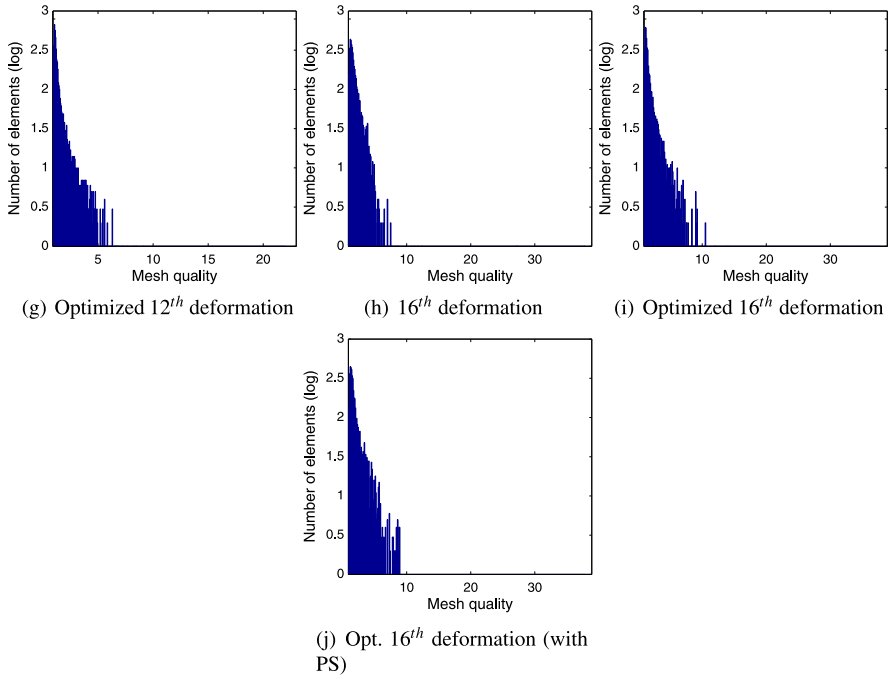 3
2.5
2
1.5
1
0.5
0
Number of elements (log)
5 10 15 20
Mesh quality
(g) Optimized 12th deformation
3
2.5
2
1.5
1
0.5
0
Number of elements (log)
10 20 30
Mesh quality
(h) 16th deformation
3
2.5
2
1.5
1
0.5
0
Number of elements (log)
10 20 30
Mesh quality
(i) Optimized 16th deformation
3
2.5
2
1.5
1
0.5
0
Number of elements (log)
10 20 30
Mesh quality
(j) Opt. 16th deformation (with
PS)